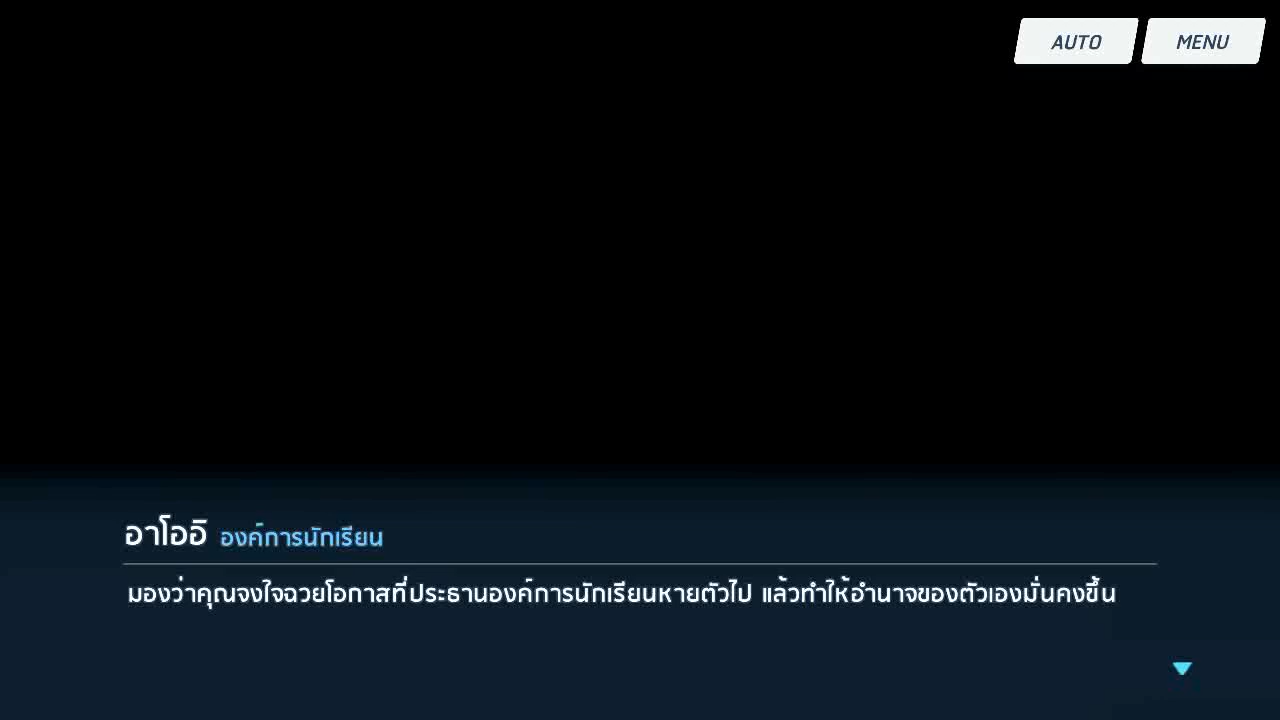 AUTO MENU
อาโออิ องค์การนักเรียน
มองว่าคุณจงใจฉวยโอกาสที่ประธานองค์การนักเรียนหายตัวไป แล้วทำให้อำนาจของตัวเองมั่นคงขึ้น